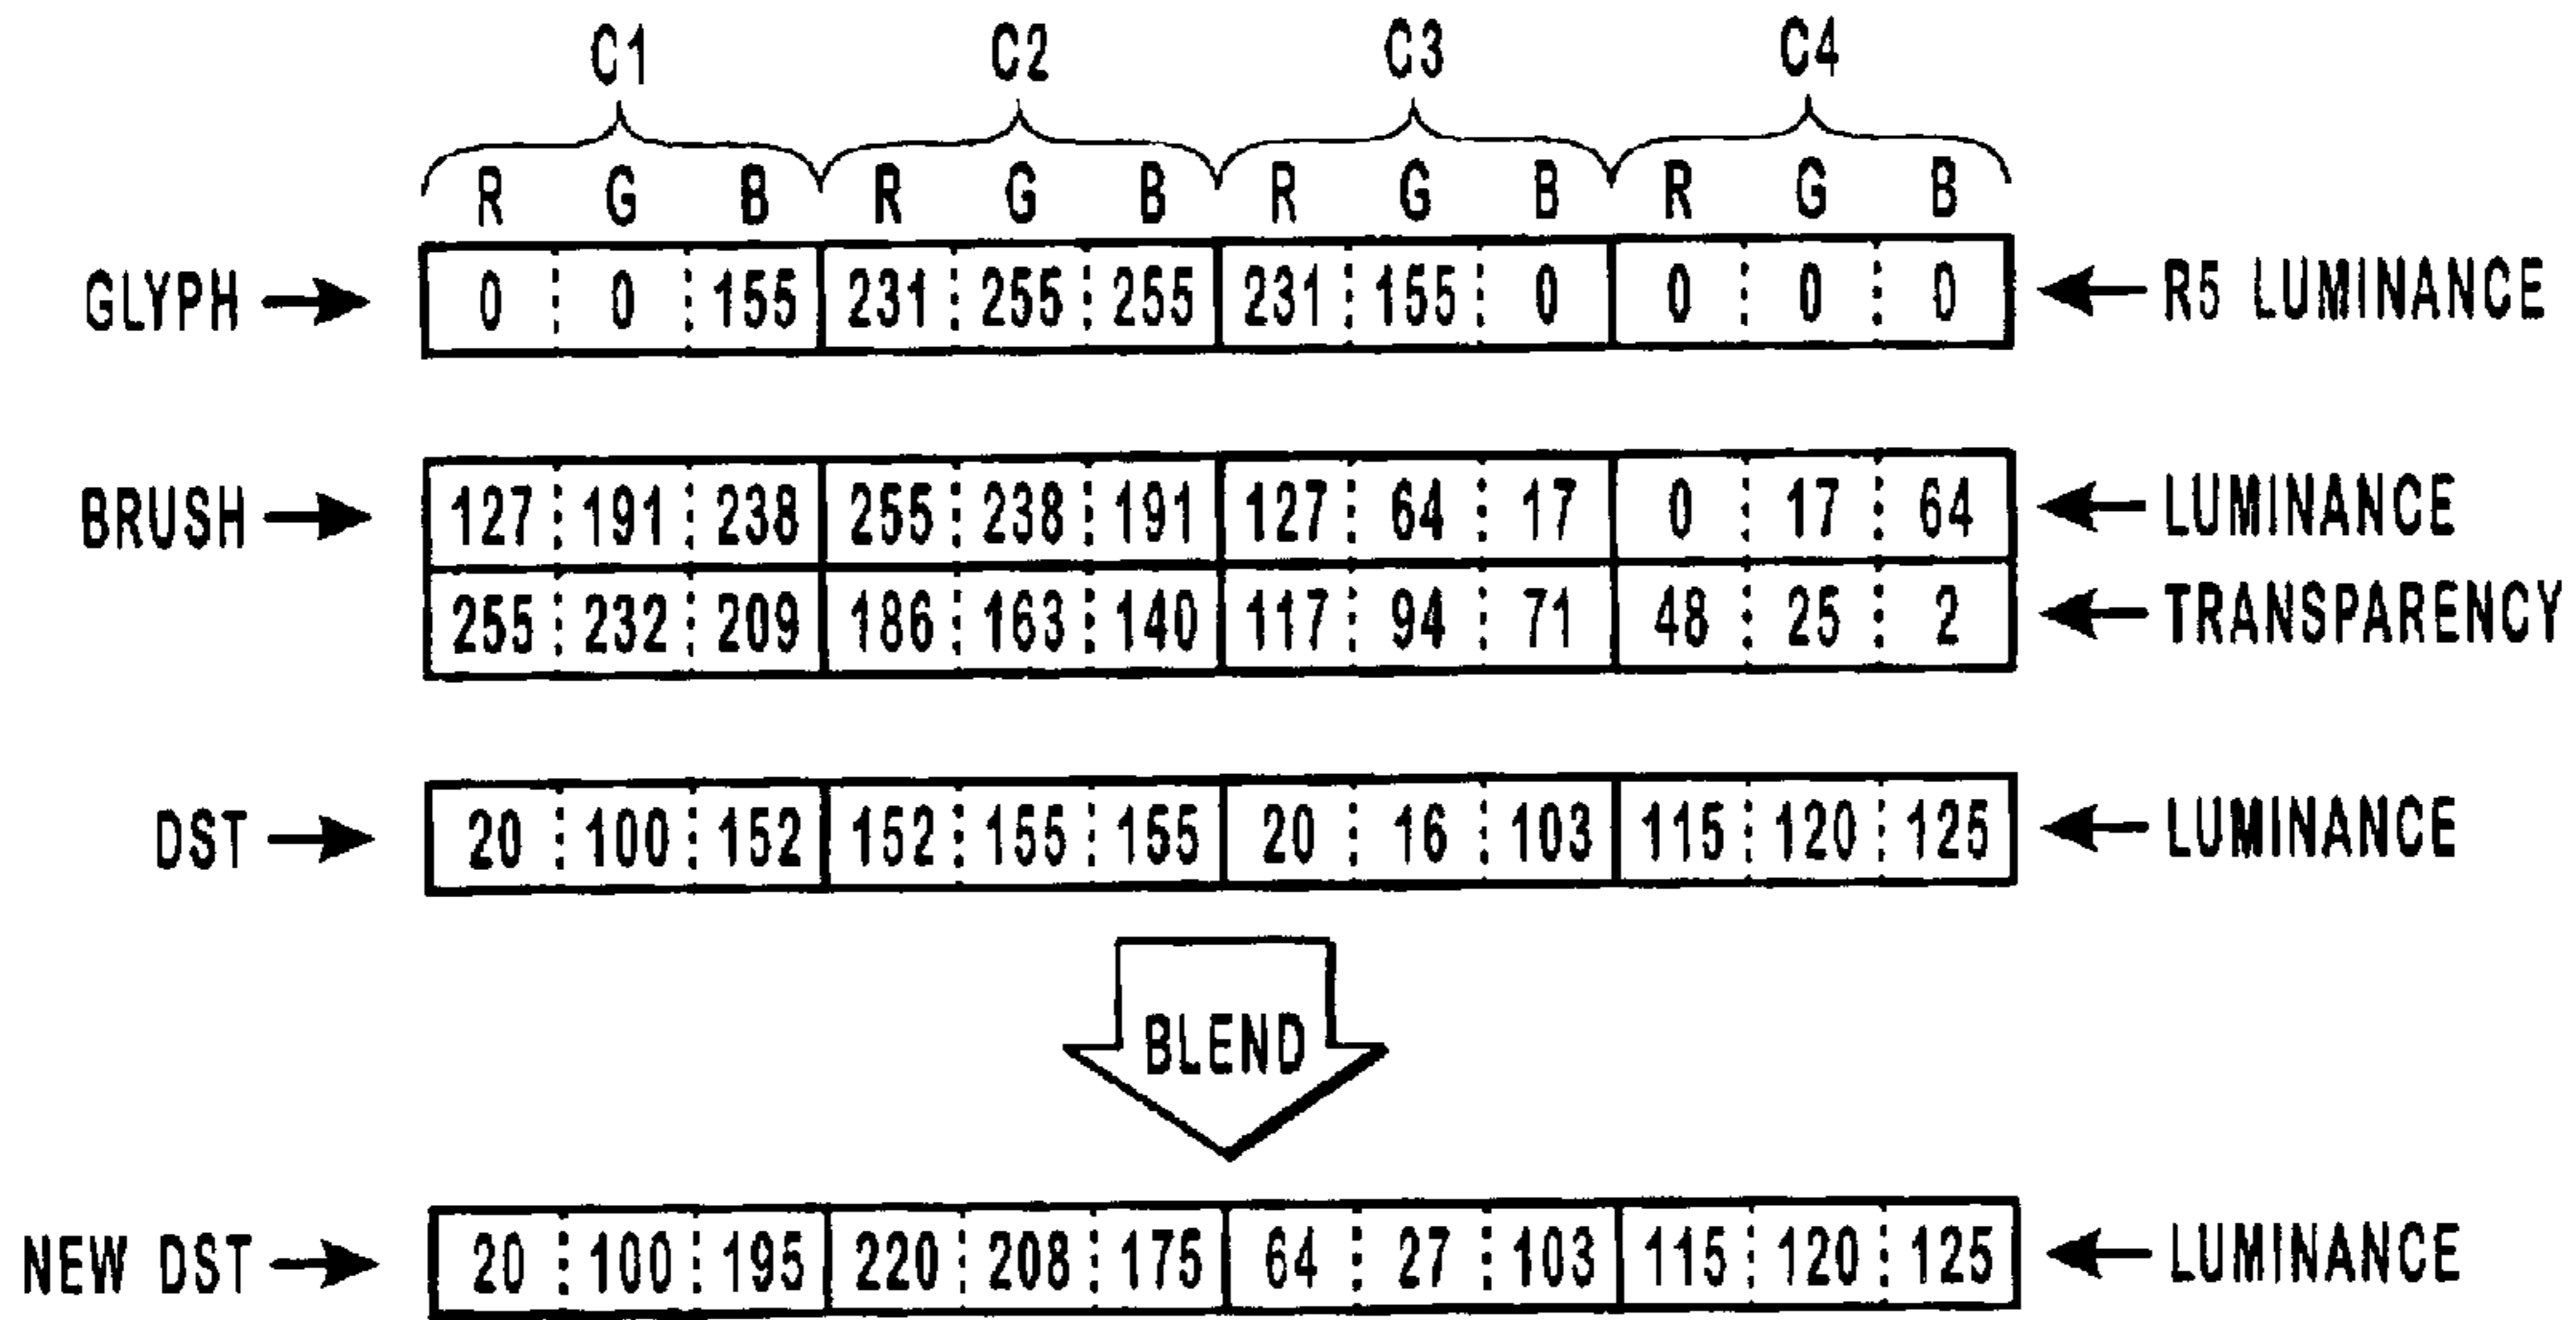 C1 C2 C3 C4
R G B R G B R G B R G B
GLYPH 0 0 155 231 255 255 231 155 0 0 0 0 R5 LUMINANCE
BRUSH 127 191 238 255 238 191 127 64 17 0 17 64 LUMINANCE
255 232 209 186 163 140 117 94 71 48 25 2 TRANSPARENCY
DST 20 100 152 152 155 155 20 16 103 115 120 125 LUMINANCE
BLEND
NEW DST 20 100 195 220 208 175 64 27 103 115 120 125 LUMINANCE